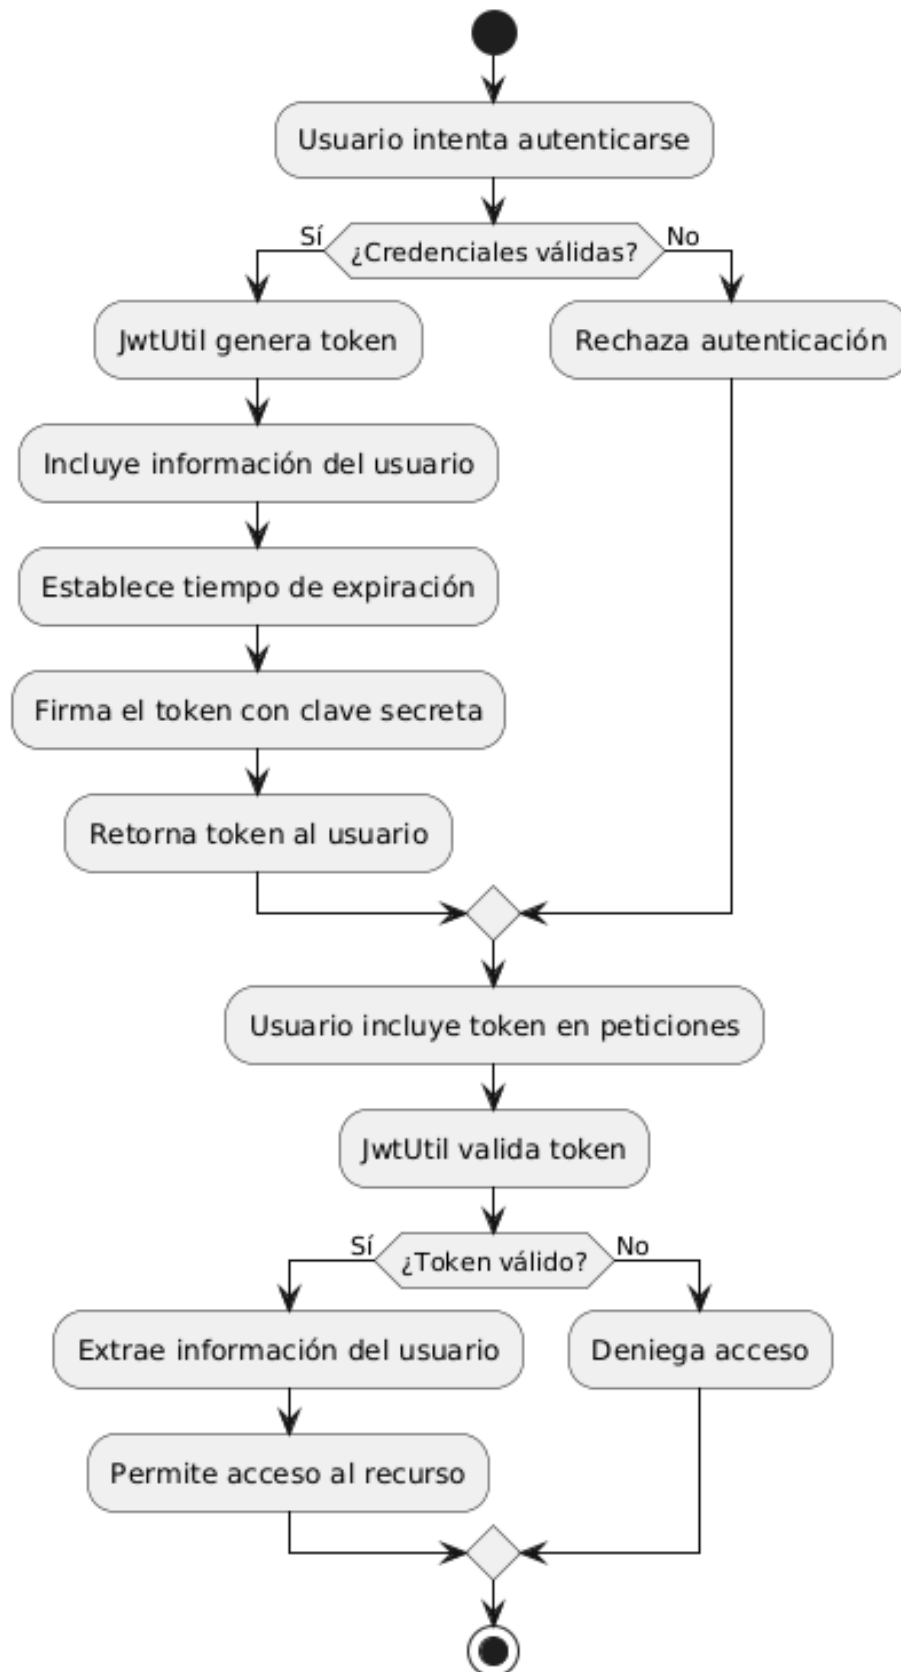 Usuario intenta autenticarse
Sí
¿Credenciales válidas?
No
JwtUtil genera token
Rechaza autenticación
Incluye información del usuario
Establece tiempo de expiración
Firma el token con clave secreta
Retorna token al usuario
Usuario incluye token en peticiones
JwtUtil valida token
Sí
¿Token válido?
No
Extrae información del usuario
Deniega acceso
Permite acceso al recurso